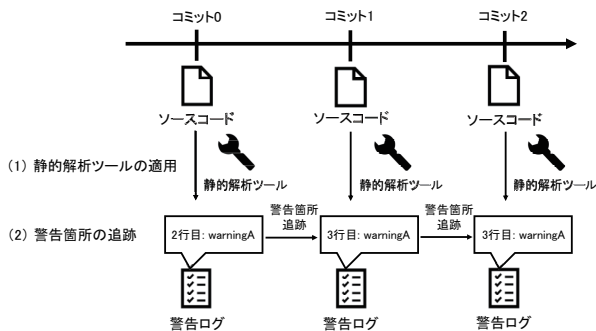 コミット0 コミット1 コミット2
ソースコード ソースコード ソースコード
(1) 静的解析ツールの適用
静的解析ツール 静的解析ツール 静的解析ツール
警告箇所 警告箇所
追跡 追跡
(2) 警告箇所の追跡
2行目: warningA 3行目: warningA 3行目: warningA
警告ログ 警告ログ 警告ログ